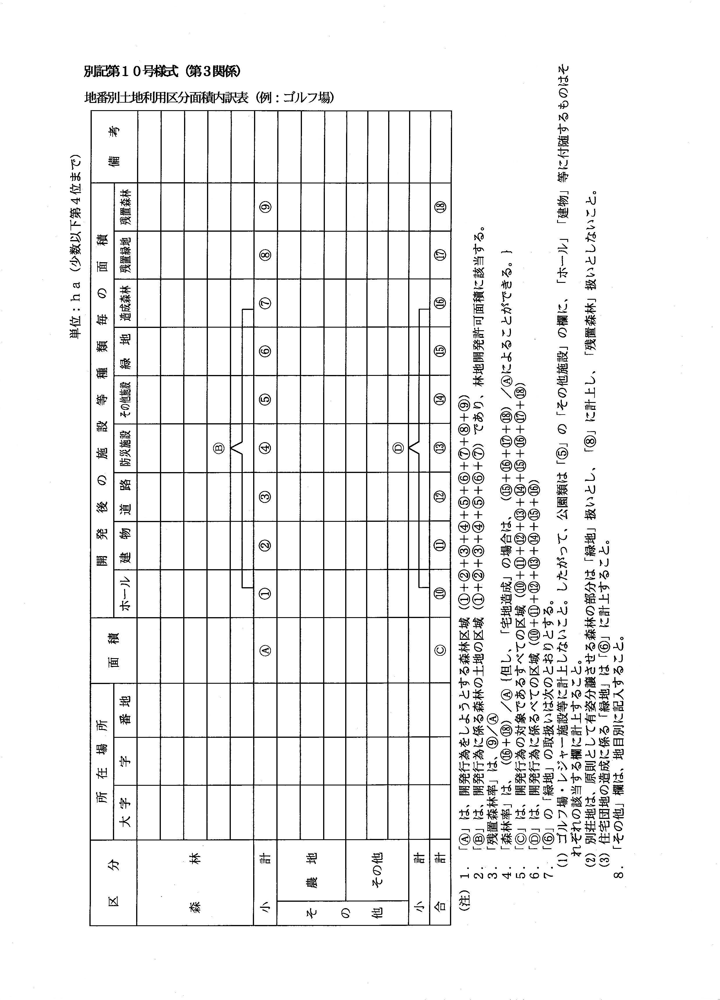 別記第10号様式（第3関係）
地番別土地利用区分面積内訳表（例：ゴルフ場）
単位：ha（少数以下第4位まで）
区 分 所 在 場 所 面 積 開 発 後 の 施 設 等 種 類 毎 の 面 積 備 考
大 字 字 番 地 ホール 建 物 道 路 防災施設 その他施設 緑 地 造成森林 残置緑地 残置森林
森 林
Ⓑ
小 計 Ⓐ ① ② ③ ④ ⑤ ⑥ ⑦ ⑧ ⑨
そ の 他 農 地
その他
Ⓓ
小 計
合 計 Ⓒ ⑩ ⑪ ⑫ ⑬ ⑭ ⑮ ⑯ ⑰ ⑱
（注） 1．「Ⓐ」は、開発行為をしようとする森林区域（①＋②＋③＋④＋⑤＋⑥＋⑦＋⑧＋⑨）
2．「Ⓑ」は、開発行為に係る森林の土地の区域（①＋②＋③＋④＋⑤＋⑥＋⑦）であり、林地開発許可面積に該当する。
3．「残置森林率」は、⑨／Ⓐ
4．「森林率」は、（⑯＋⑱）／Ⓐ｛但し、「宅地造成」の場合は、（⑮＋⑯＋⑰＋⑱）／Ⓐによることができる。｝
5．「Ⓒ」は、開発行為の対象であるすべての区域（⑩＋⑪＋⑫＋⑬＋⑭＋⑮＋⑯＋⑰＋⑱）
6．「Ⓓ」は、開発行為に係るべての区域（⑩＋⑪＋⑫＋⑬＋⑭＋⑮＋⑯）
7．「⑥」の「緑地」の取扱いは次のとおりとする。
(1) ゴルフ場・レジャー施設等に計上しないこと。したがって、公園類は「⑤」の「その他施設」の欄に、「ホール」「建物」等に付随するものはそ
れぞれの該当する欄に計上すること。
(2) 別荘地は、原則として有姿分譲させる森林の部分は「緑地」扱いとし、「⑧」に計上し、「残置森林」扱いとしないこと。
(3) 住宅団地の造成に係る「緑地」は「⑥」に計上すること。
8．「その他」欄は、地目別に記入すること。